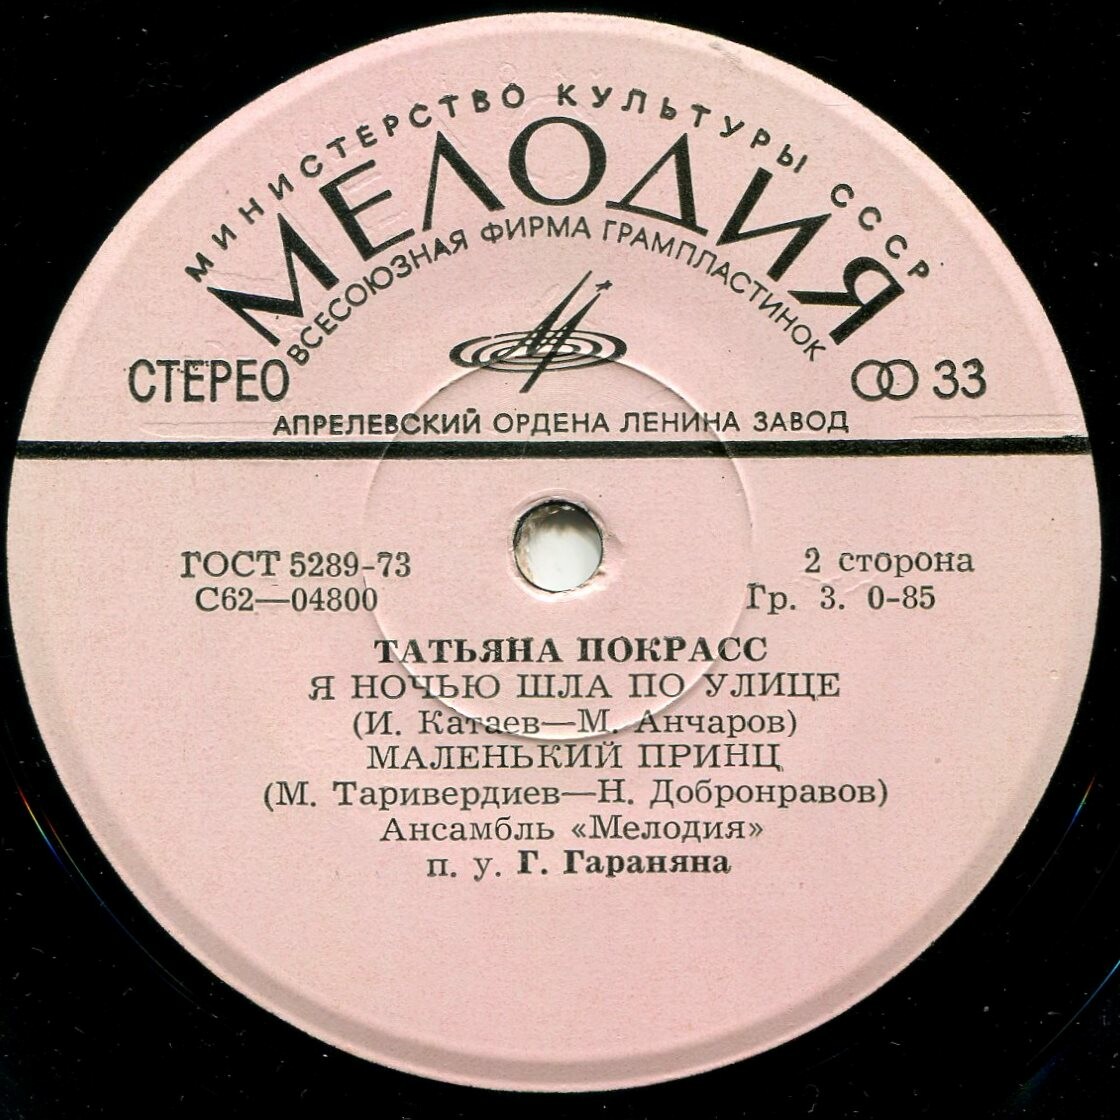 МИНИСТЕРСТВО КУЛЬТУРЫ СССР
МЕЛОДИЯ
ВСЕСОЮЗНАЯ ФИРМА ГРАМПЛАСТИНОК
СТЕРЕО 33
АПРЕЛЕВСКИЙ ОРДЕНА ЛЕНИНА ЗАВОД
ГОСТ 5289-73 2 сторона
С62—04800 Гр. 3. 0-85
ТАТЬЯНА ПОКРАСС
Я НОЧЬЮ ШЛА ПО УЛИЦЕ
(И. Катаев—М. Анчаров)
МАЛЕНЬКИЙ ПРИНЦ
(М. Таривердиев—Н. Добронравов)
Ансамбль «Мелодия»
п. у. Г. Гараняна